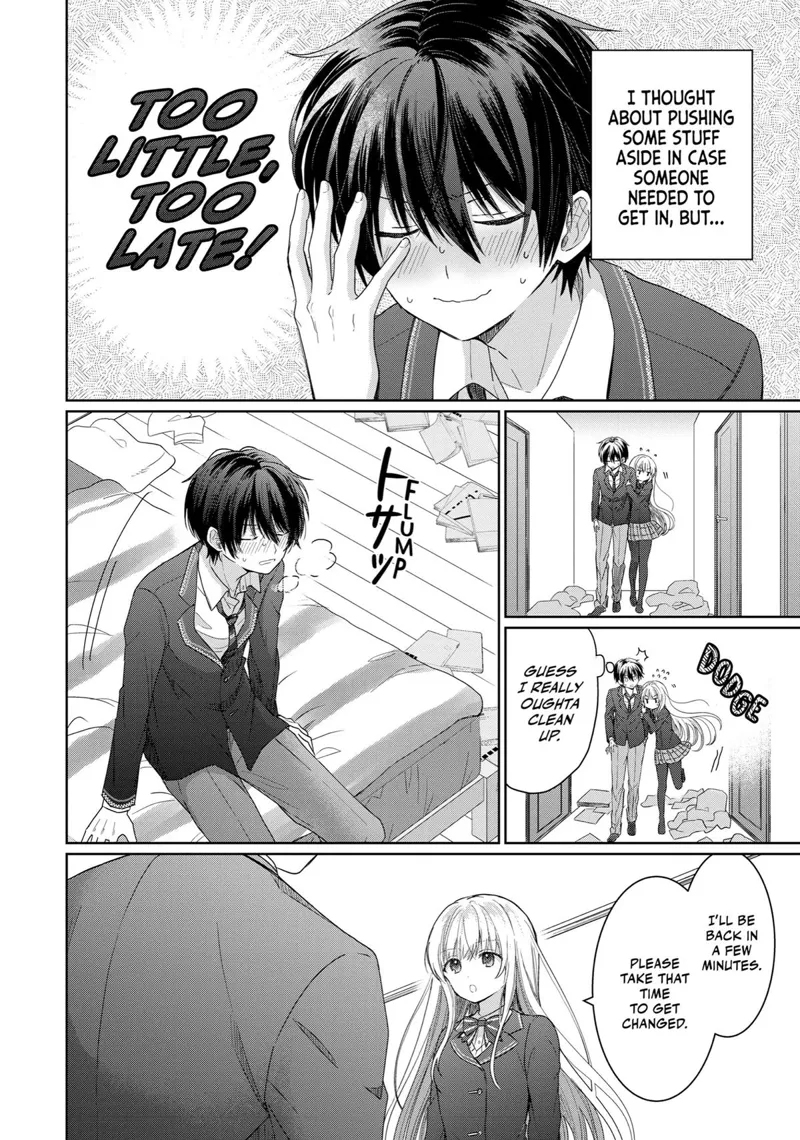 I THOUGHT
ABOUT PUSHING
SOME STUFF
ASIDE IN CASE
SOMEONE
NEEDED TO
GET IN, BUT...
TOO
LITTLE,
TOO
LATE!
GUESS
I REALLY
OUGHTA
CLEAN
UP.
DODGE
トサッ
FLUMP
I'LL BE
BACK IN
A FEW
MINUTES.
PLEASE
TAKE THAT
TIME
TO GET
CHANGED.